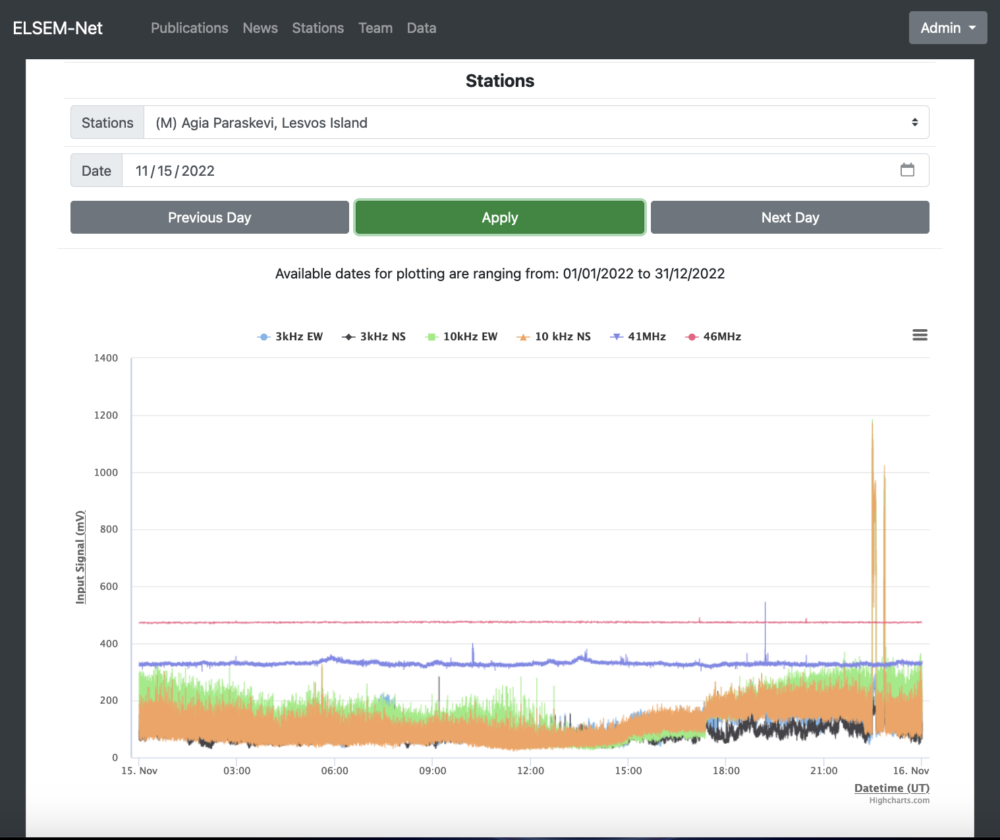 ELSEM-Net Publications News Stations Team Data Admin
Stations
Stations (M) Agia Paraskevi, Lesvos Island
Date 11/15/2022
Previous Day Apply Next Day
Available dates for plotting are ranging from: 01/01/2022 to 31/12/2022
3kHz EW 3kHz NS 10kHz EW 10 kHz NS 41MHz 46MHz
1400
1200
1000
800
600
400
200
0
Input Signal (mV)
15. Nov 03:00 06:00 09:00 12:00 15:00 18:00 21:00 16. Nov
Datetime (UT)
Highcharts.com